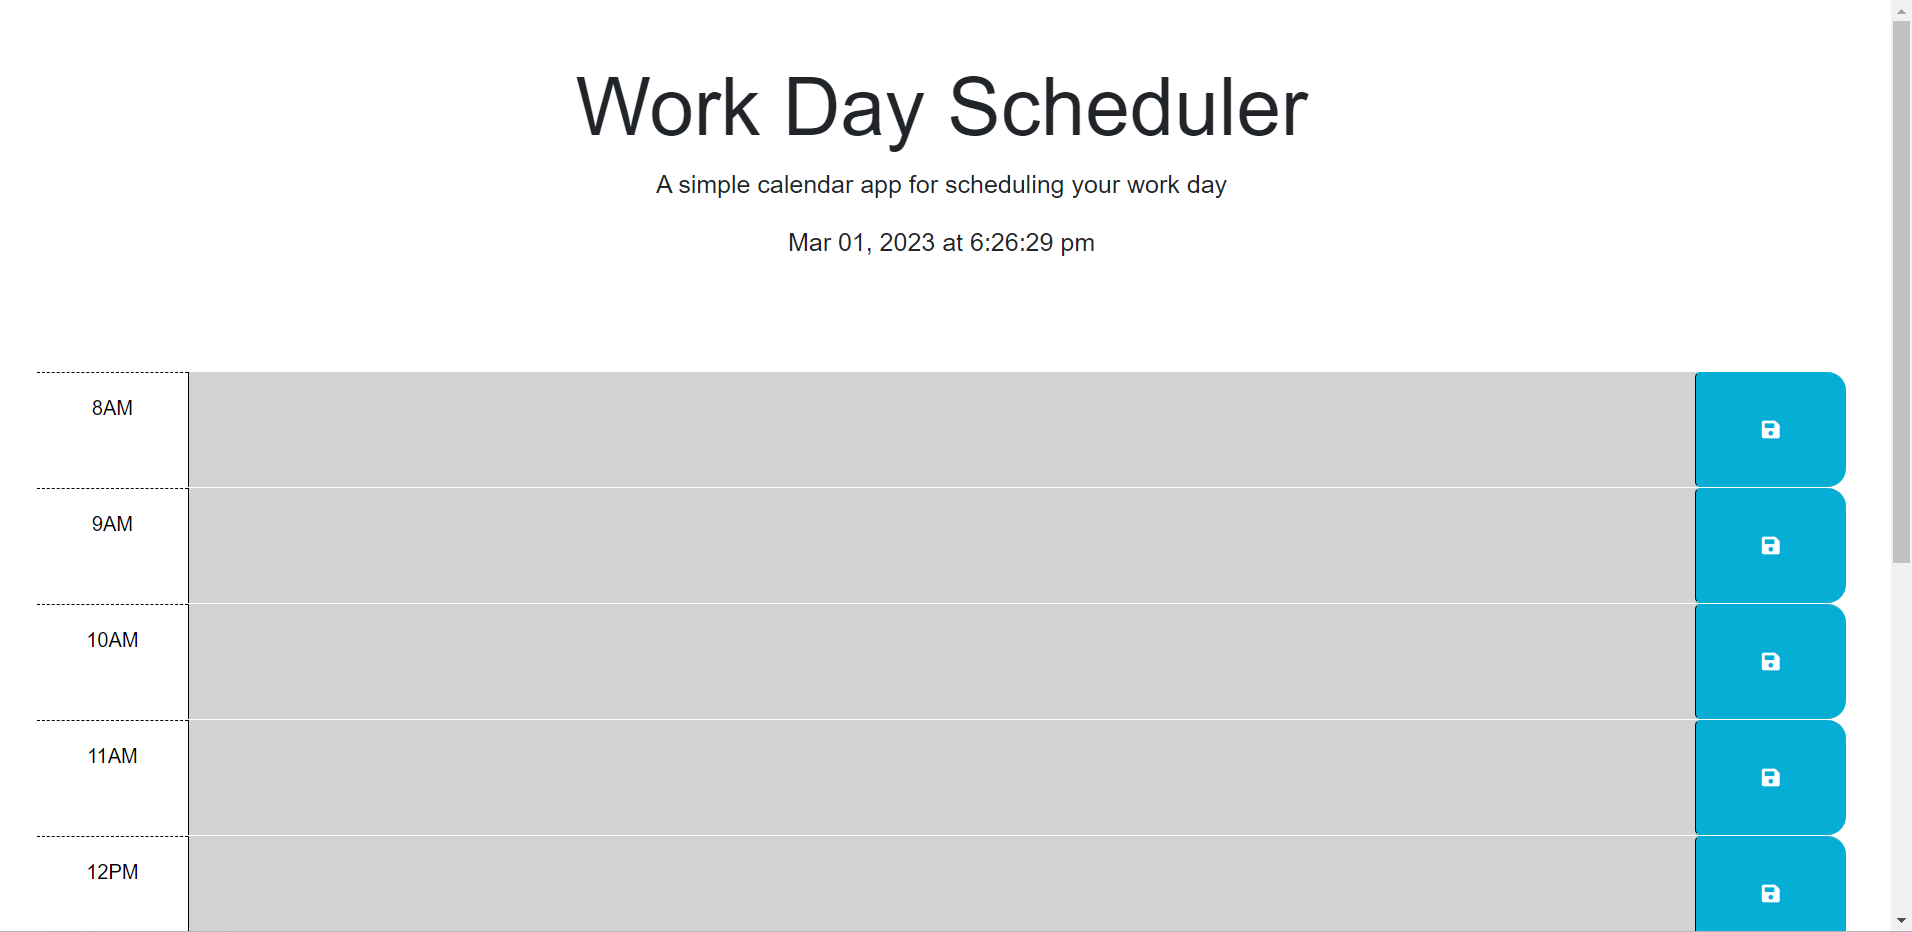 Work Day Scheduler
A simple calendar app for scheduling your work day
Mar 01, 2023 at 6:26:29 pm
8AM
9AM
10AM
11AM
12PM